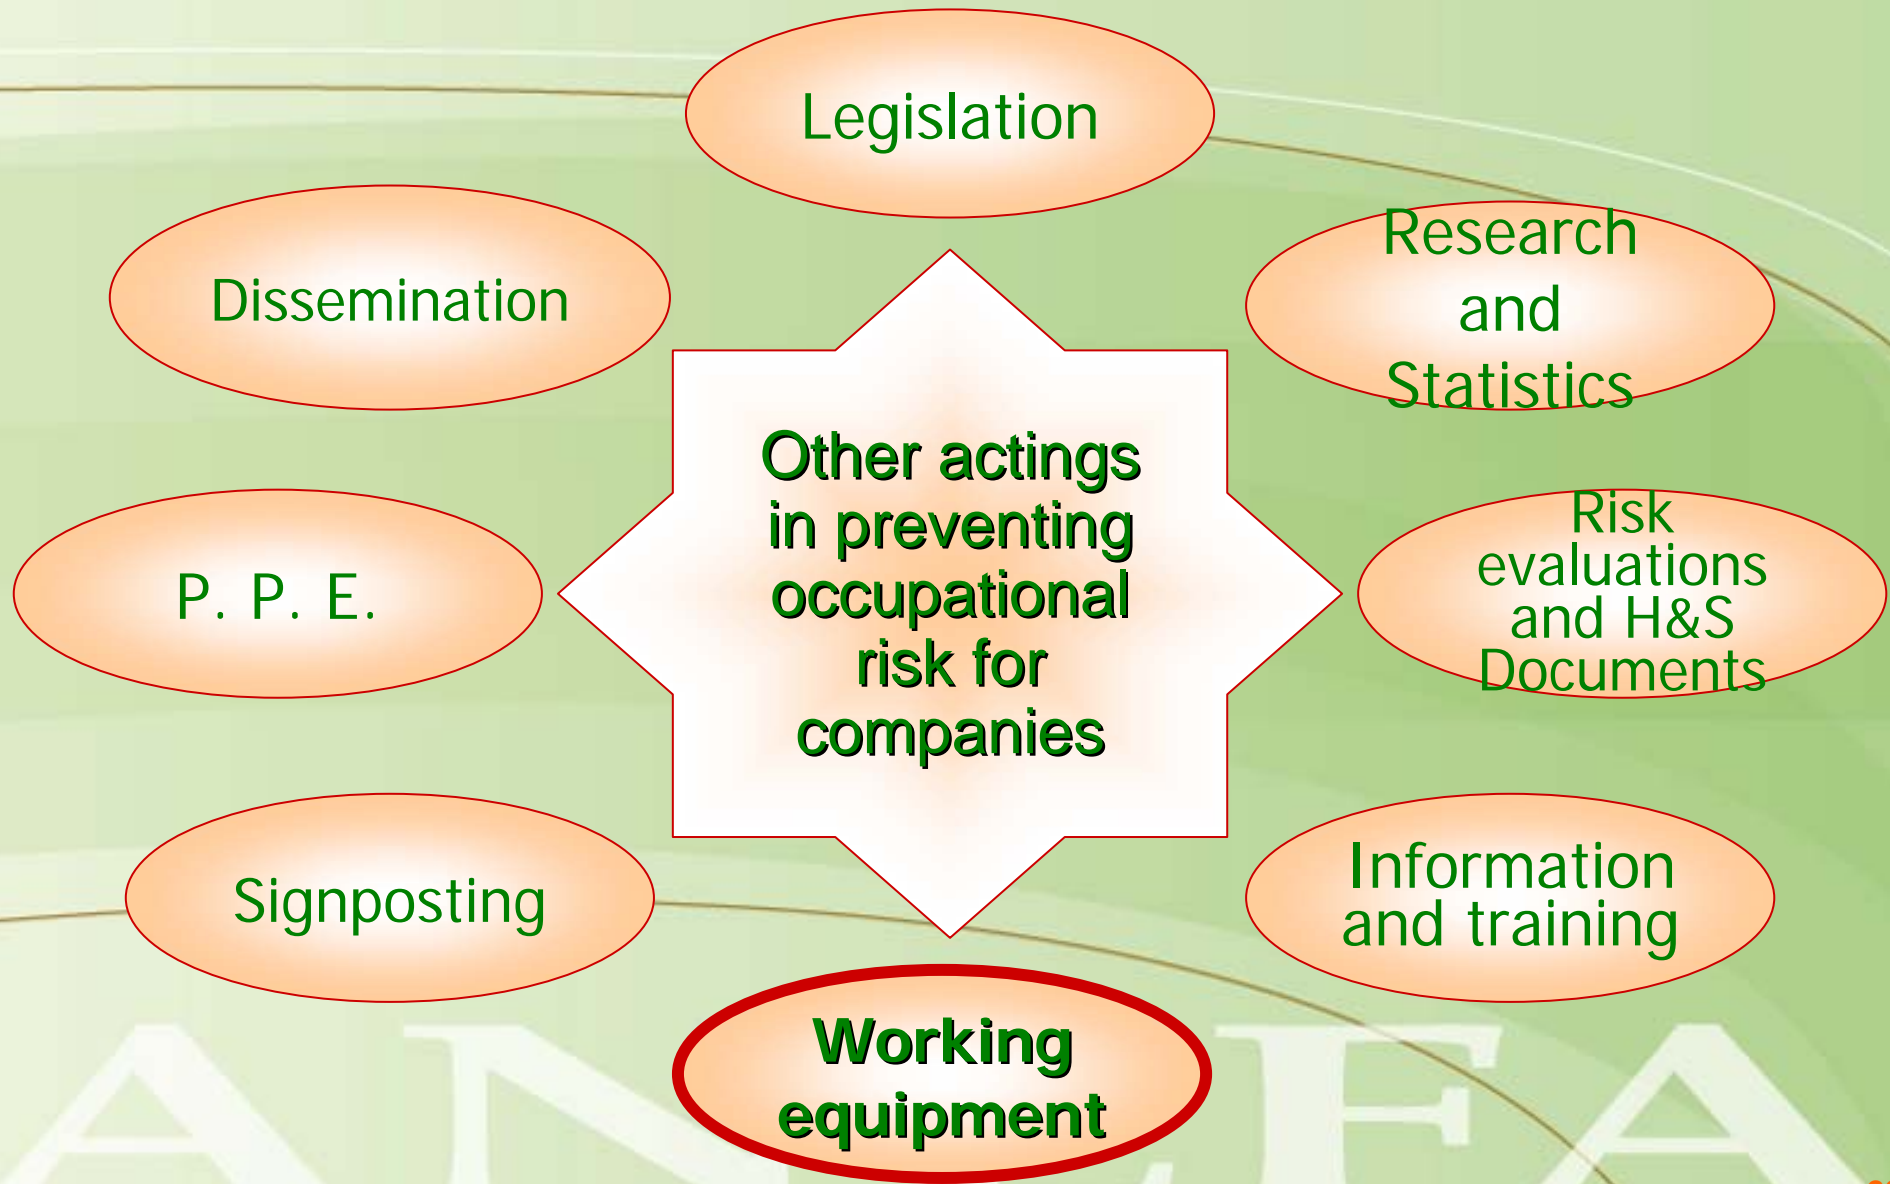 Legislation
Dissemination
Research
and
Statistics
Other actings
in preventing
occupational
risk for
companies
P. P. E.
Risk
evaluations
and H&S
Documents
Signposting
Information
and training
Working
equipment